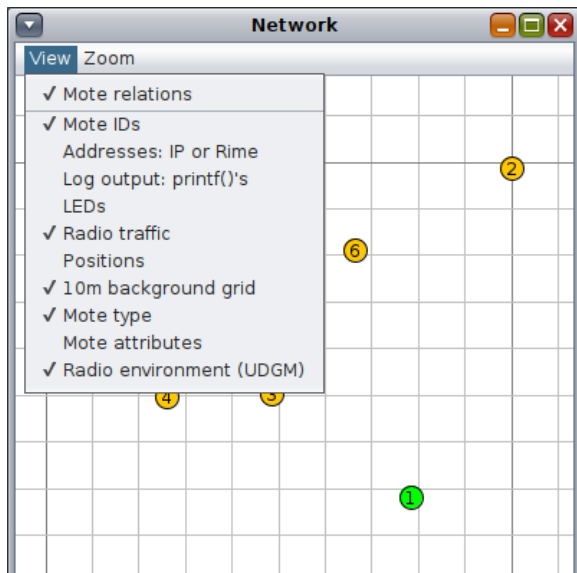 Network
View Zoom
✓ Mote relations
✓ Mote IDs
Addresses: IP or Rime
Log output: printf()'s
LEDs
✓ Radio traffic
Positions
✓ 10m background grid
✓ Mote type
Mote attributes
✓ Radio environment (UDGM)
2
6
4 3
1